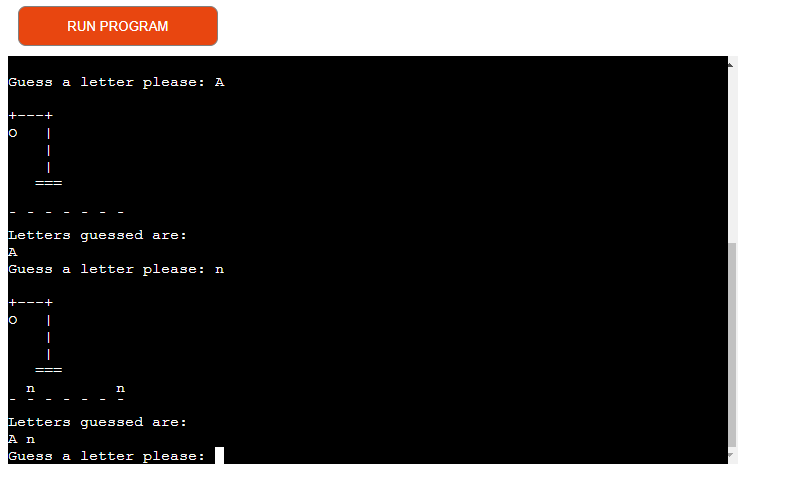 RUN PROGRAM
Guess a letter please: A
+---+
O   |
    |
    |
   ===
- - - - - - -
Letters guessed are:
A
Guess a letter please: n
+---+
O   |
    |
    |
   ===
  n         n
- - - - - - -
Letters guessed are:
A n
Guess a letter please: